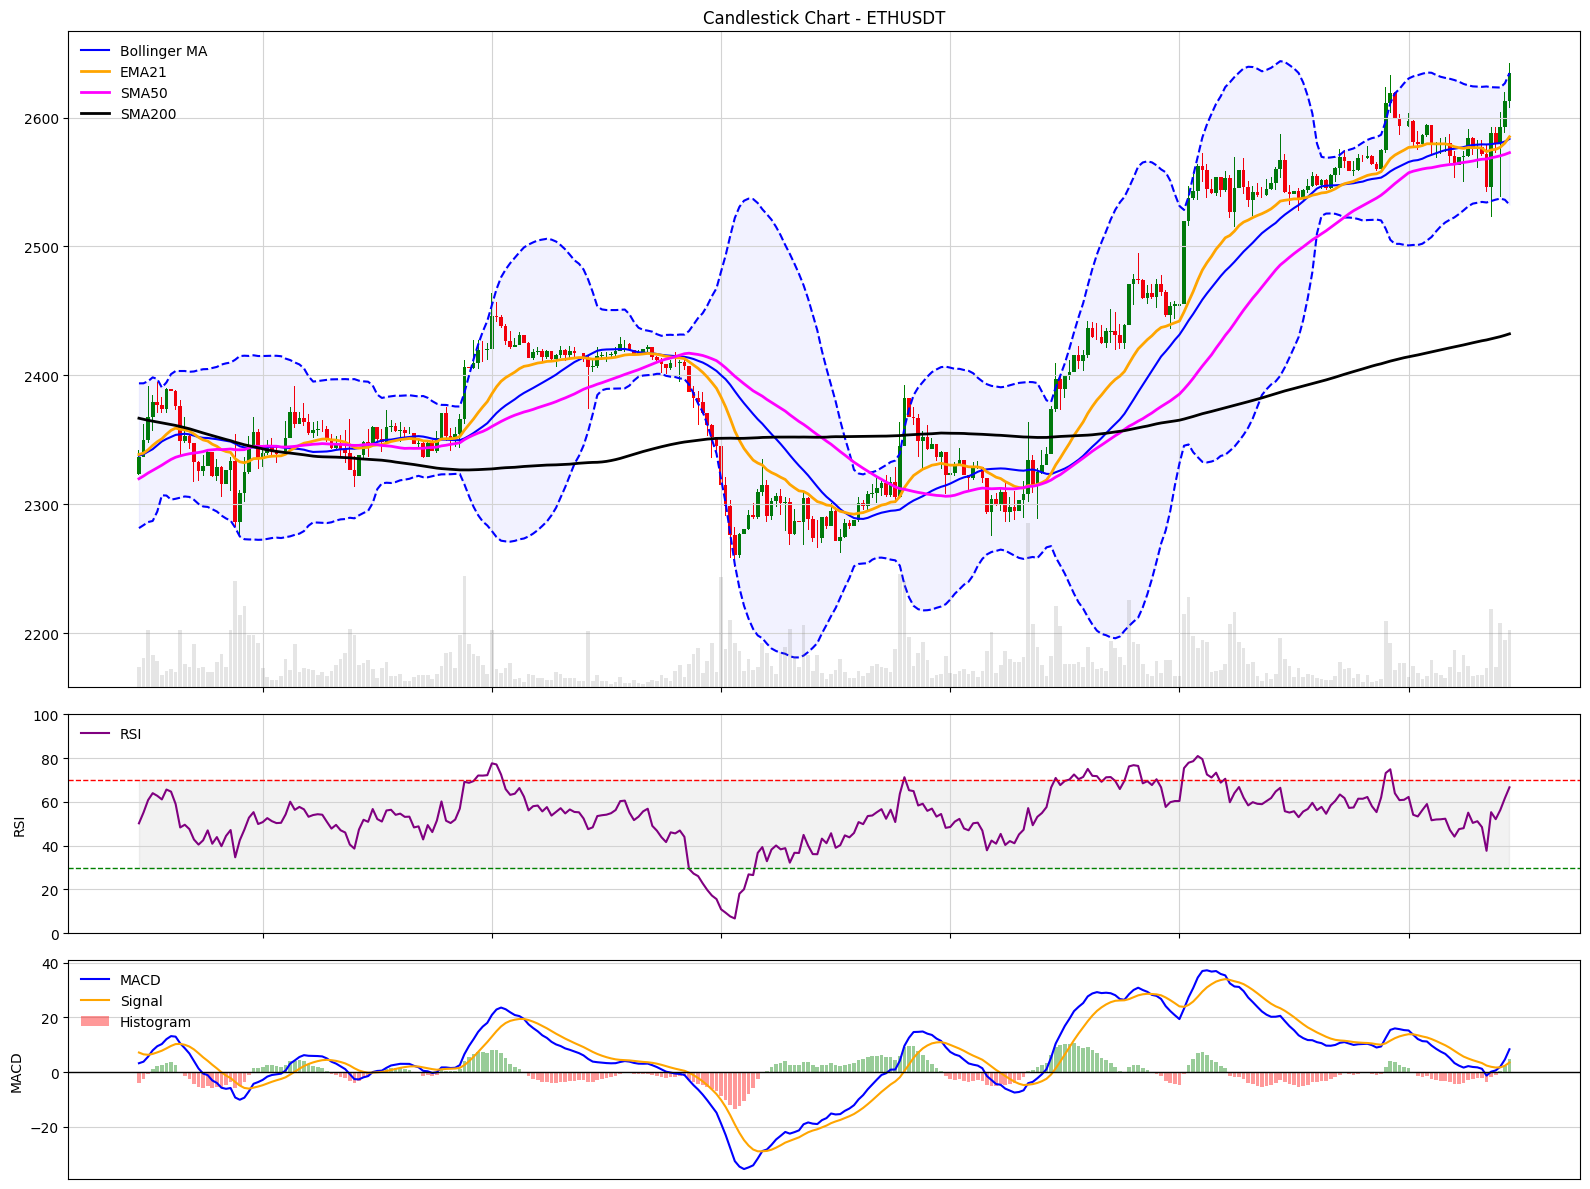 Candlestick Chart - ETHUSDT
Bollinger MA
EMA21
SMA50
SMA200
2600
2500
2400
2300
2200
100
RSI
80
60
RSI
40
20
0
40
MACD
Signal
20
Histogram
0
MACD
−20